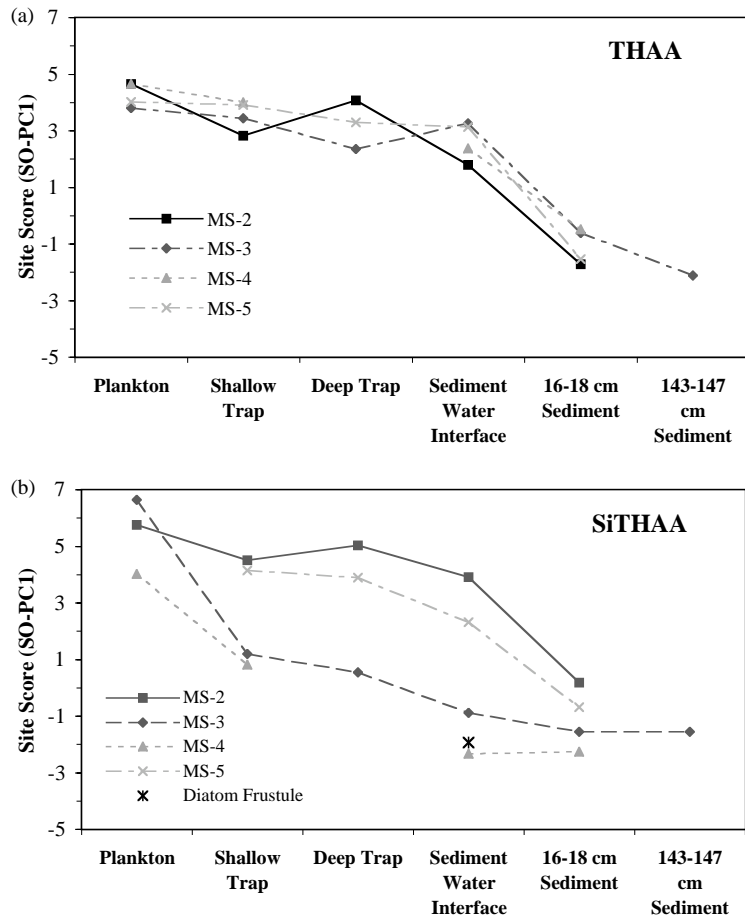 (a)
7
5
3
1
-1
-3
-5
Site Score (SO-PC1)
THAA
MS-2
MS-3
MS-4
MS-5
Plankton
Shallow
Trap
Deep Trap
Sediment
Water
Interface
16-18 cm
Sediment
143-147
cm
Sediment
(b)
7
5
3
1
-1
-3
-5
Site Score (SO-PC1)
SiTHAA
MS-2
MS-3
MS-4
MS-5
Diatom Frustule
Plankton
Shallow
Trap
Deep Trap
Sediment
Water
Interface
16-18 cm
Sediment
143-147
cm
Sediment